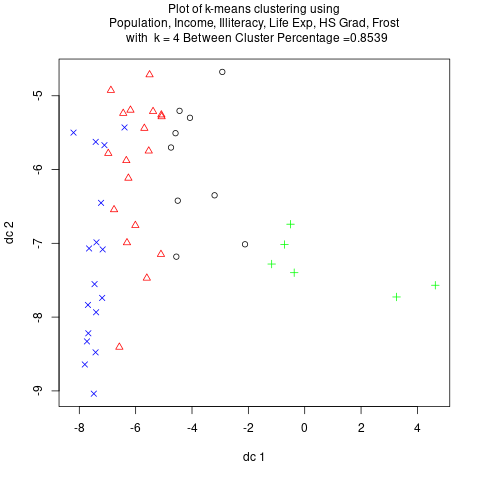 Plot of k-means clustering using
Population, Income, Illiteracy, Life Exp, HS Grad, Frost
with k = 4 Between Cluster Percentage =0.8539
dc 2
-5
-6
-7
-8
-9
-8 -6 -4 -2 0 2 4
dc 1